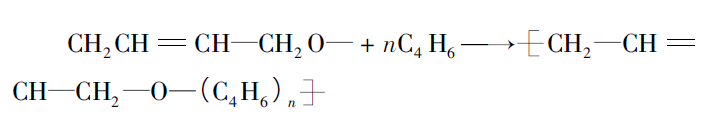 CH₂CH═CH—CH₂O— + nC₄H₆ —→ ⁅CH₂—CH═
CH—CH₂—O—(C₄H₆)ₙ⁆